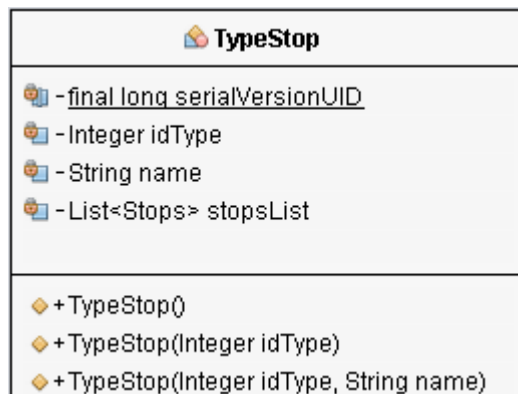 TypeStop
-final long serialVersionUID
-Integer idType
-String name
-List<Stops> stopsList
+TypeStop()
+TypeStop(Integer idType)
+TypeStop(Integer idType, String name)